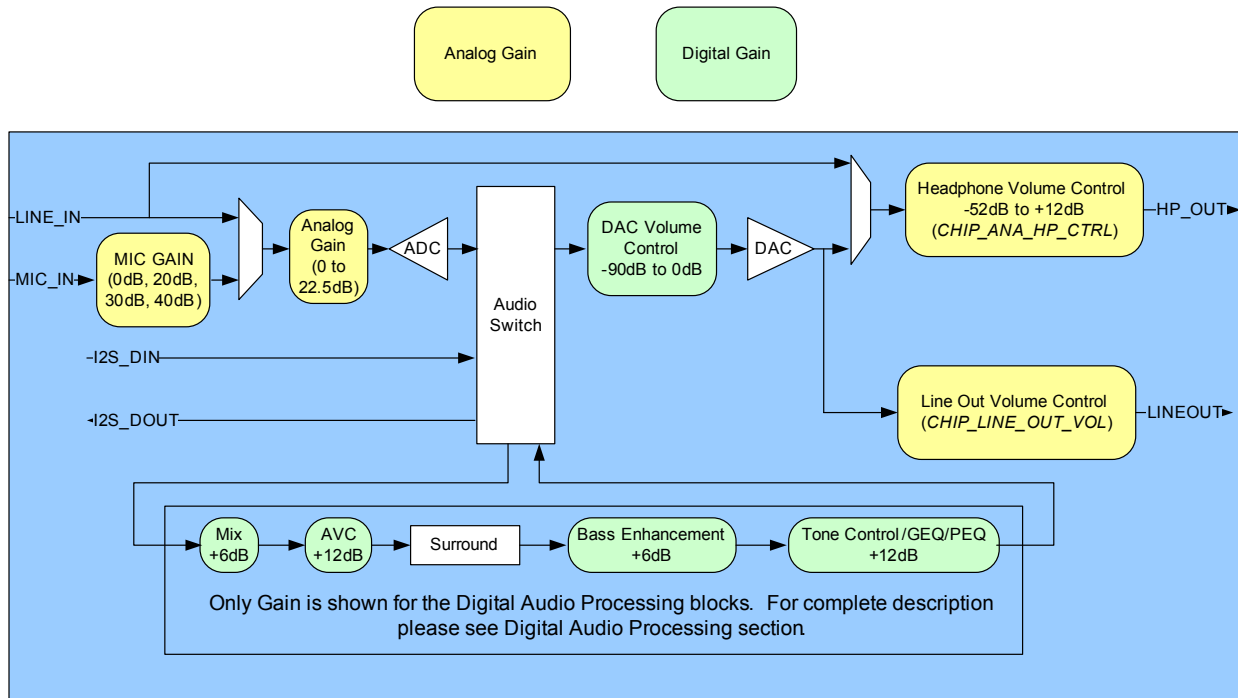 Analog Gain
Digital Gain
LINE_IN
MIC_IN
MIC GAIN
(0dB, 20dB,
30dB, 40dB)
Analog
Gain
(0 to
22.5dB)
ADC
Audio
Switch
DAC Volume
Control
-90dB to 0dB
DAC
Headphone Volume Control
-52dB to +12dB
(CHIP_ANA_HP_CTRL)
HP_OUT
I2S_DIN
I2S_DOUT
Line Out Volume Control
(CHIP_LINE_OUT_VOL)
LINEOUT
Mix
+6dB
AVC
+12dB
Surround
Bass Enhancement
+6dB
Tone Control/GEQ/PEQ
+12dB
Only Gain is shown for the Digital Audio Processing blocks. For complete description
please see Digital Audio Processing section.